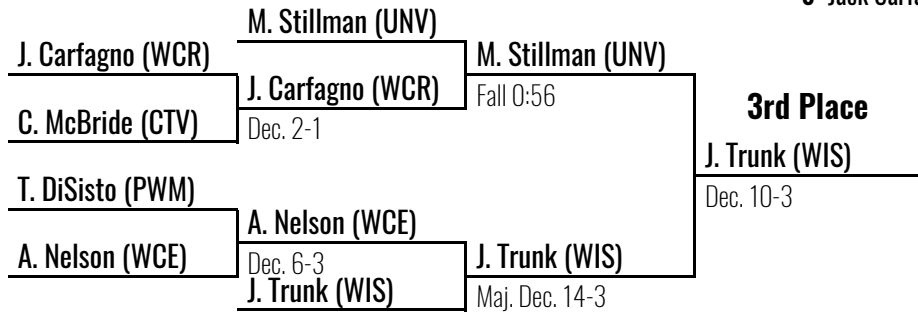 M. Stillman (UNV)
J. Carfagno (WCR)
M. Stillman (UNV)
J. Carfagno (WCR)
Fall 0:56
3rd Place
C. McBride (CTV)
Dec. 2-1
J. Trunk (WIS)
T. DiSisto (PWM)
Dec. 10-3
A. Nelson (WCE)
A. Nelson (WCE)
Dec. 6-3
J. Trunk (WIS)
J. Trunk (WIS)
Maj. Dec. 14-3